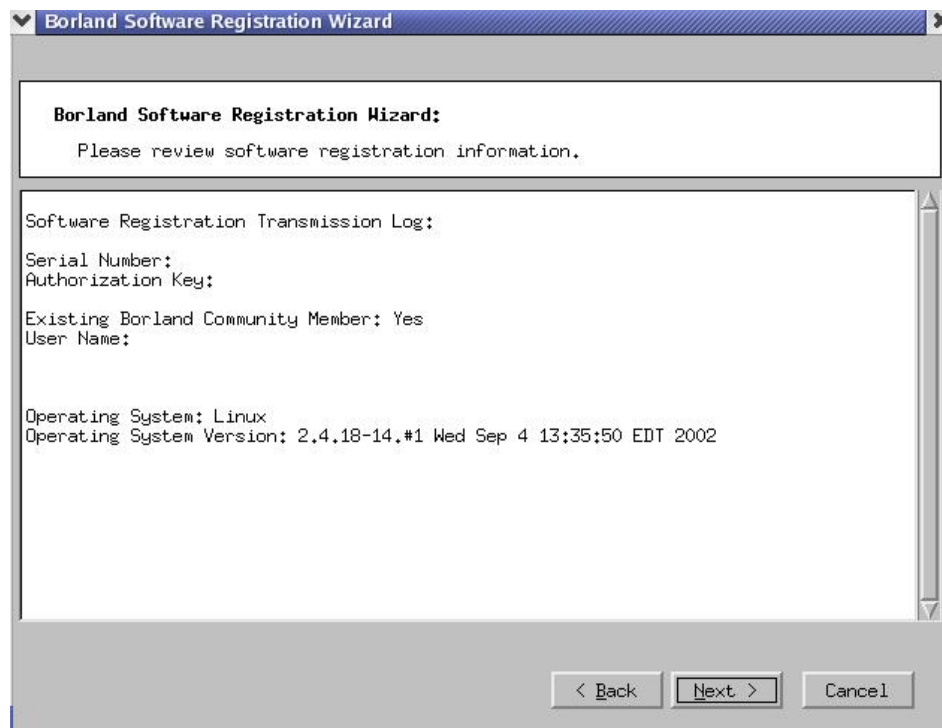 Borland Software Registration Wizard
Borland Software Registration Wizard:
Please review software registration information.
Software Registration Transmission Log:
Serial Number:
Authorization Key:
Existing Borland Community Member: Yes
User Name:
Operating System: Linux
Operating System Version: 2.4.18-14.#1 Wed Sep 4 13:35:50 EDT 2002
< Back
Next >
Cancel